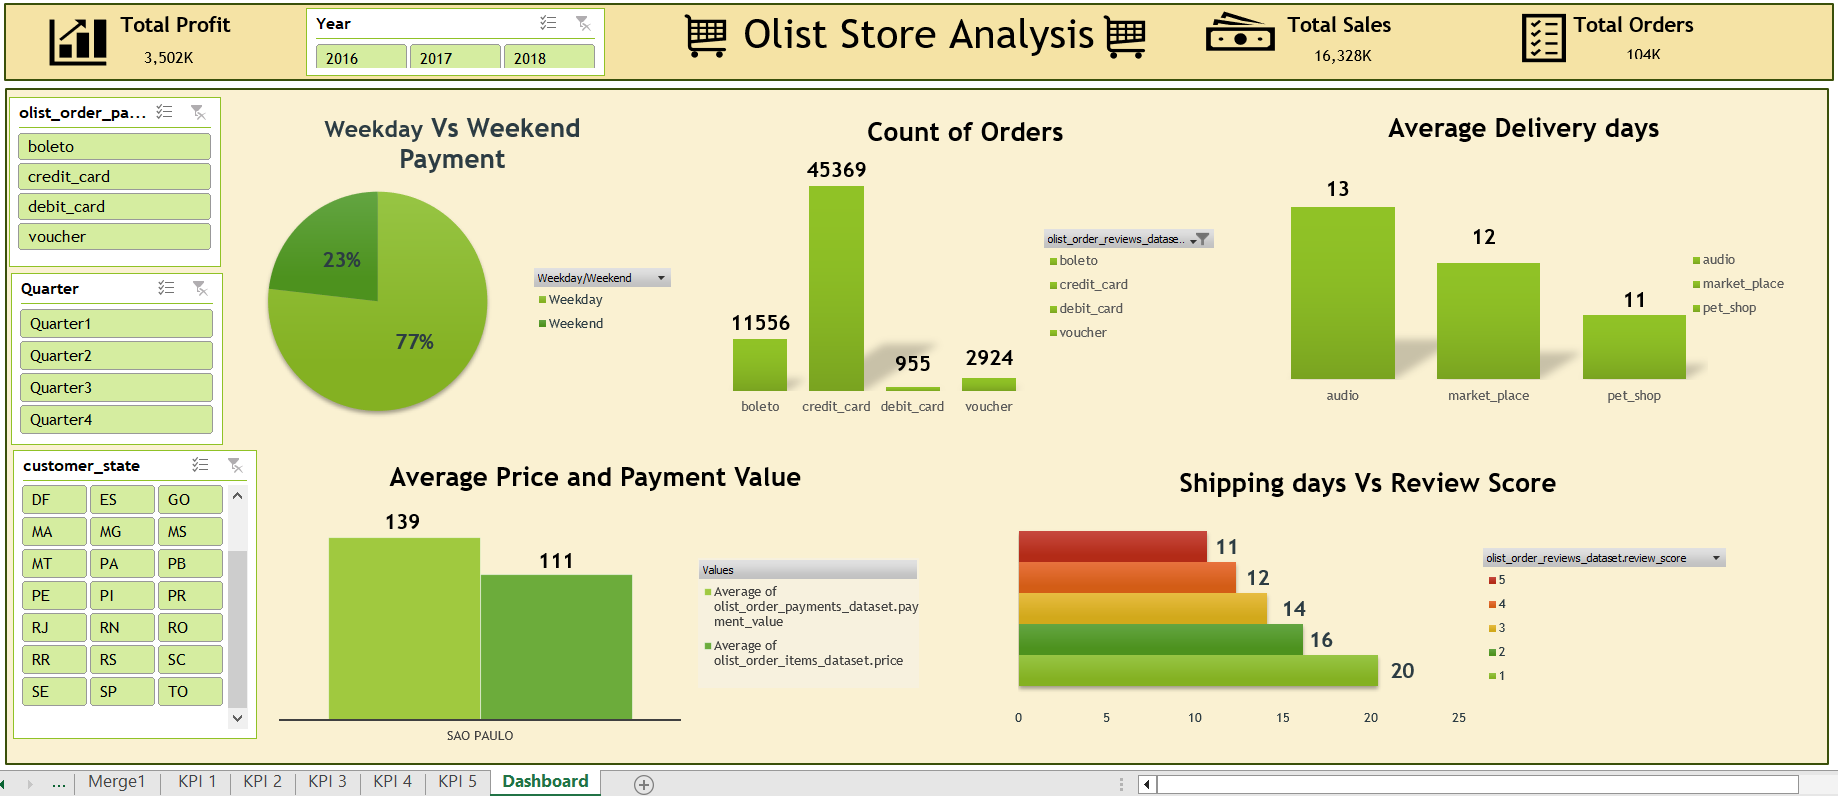 Total Profit
3,502K
Year
2016 2017 2018
Olist Store Analysis
Total Sales
16,328K
Total Orders
104K
olist_order_pa...
boleto
credit_card
debit_card
voucher
Quarter
Quarter1
Quarter2
Quarter3
Quarter4
customer_state
DF ES GO
MA MG MS
MT PA PB
PE PI PR
RJ RN RO
RR RS SC
SE SP TO
Weekday Vs Weekend
Payment
23%
77%
Weekday/Weekend
Weekday
Weekend
Count of Orders
45369
11556
955
2924
boleto credit_card debit_card voucher
olist_order_reviews_datase..
boleto
credit_card
debit_card
voucher
Average Delivery days
13
12
11
audio market_place pet_shop
audio
market_place
pet_shop
Average Price and Payment Value
139
111
SAO PAULO
Values
Average of
olist_order_payments_dataset.pay
ment_value
Average of
olist_order_items_dataset.price
Shipping days Vs Review Score
11
12
14
16
20
0 5 10 15 20 25
olist_order_reviews_dataset.review_score
5
4
3
2
1
... Merge1 KPI 1 KPI 2 KPI 3 KPI 4 KPI 5 Dashboard